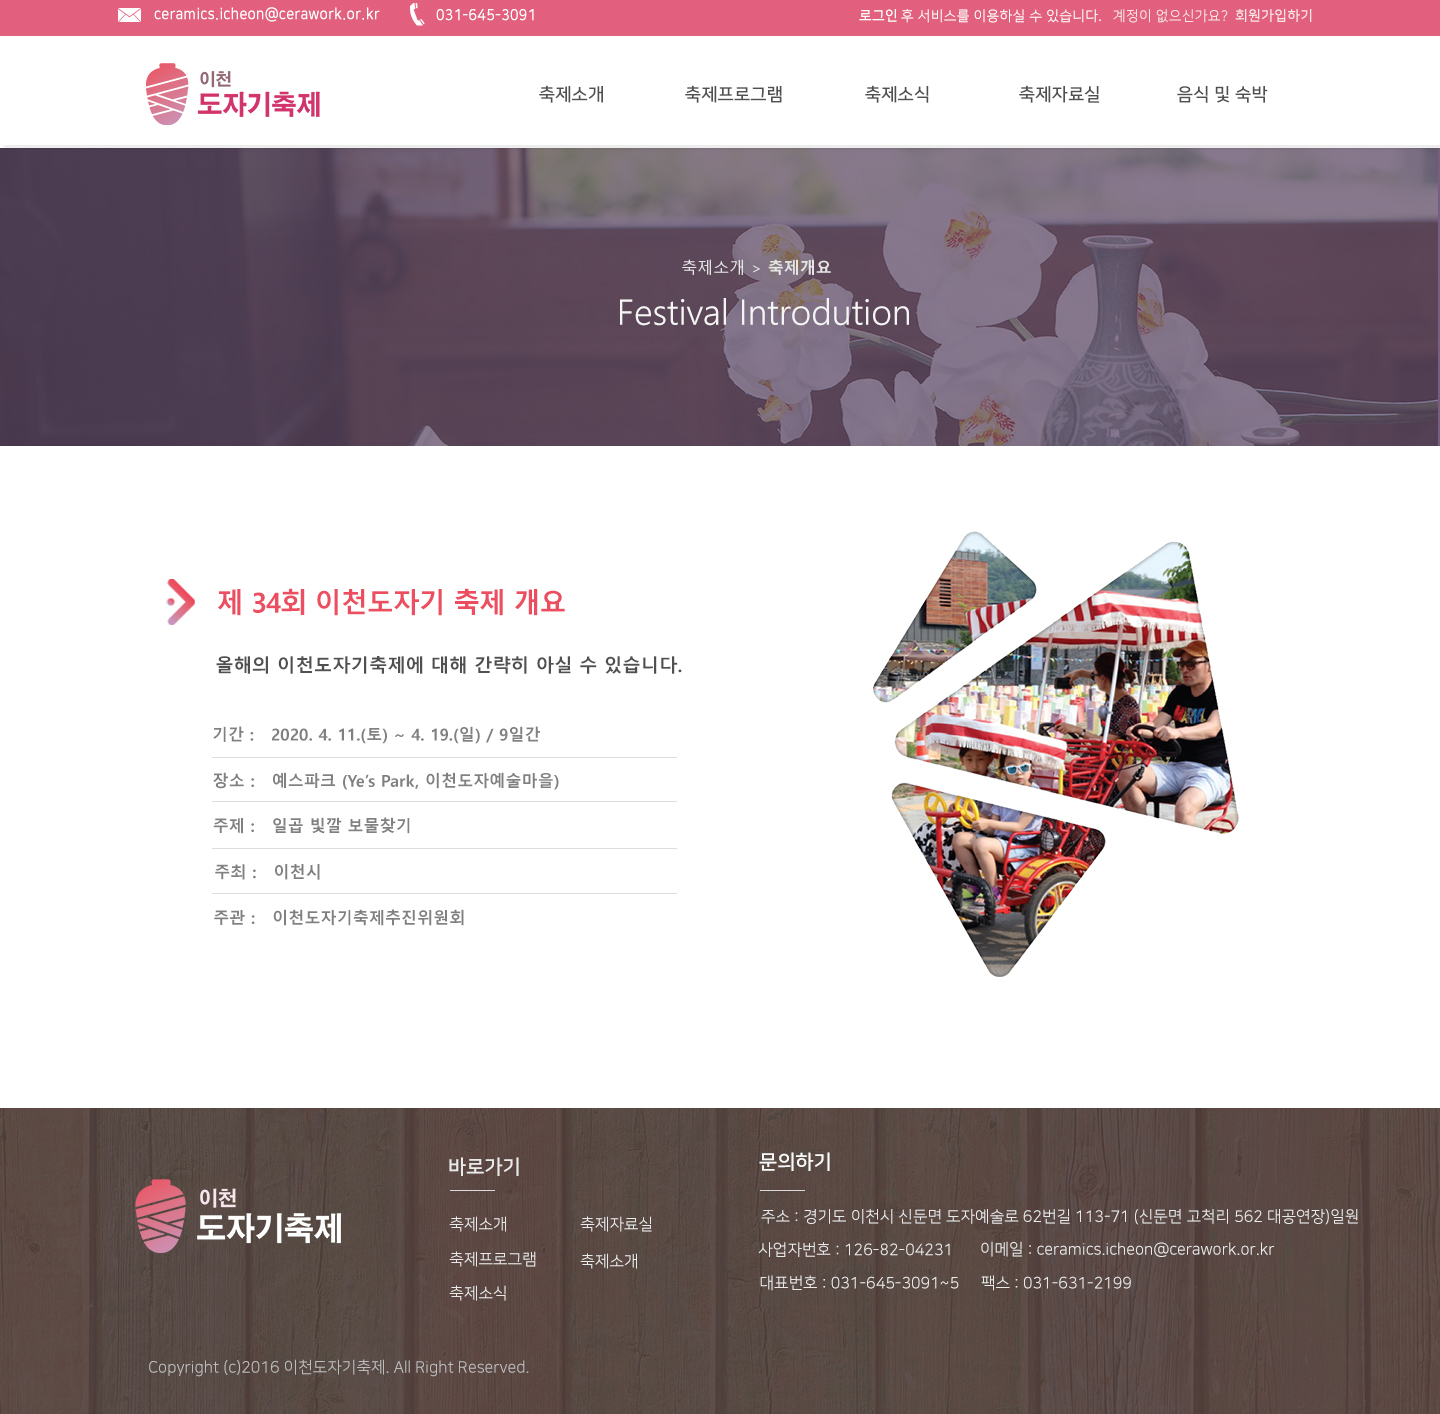 ceramics.icheon@cerawork.or.kr 031-645-3091 로그인 후 서비스를 이용하실 수 있습니다. 계정이 없으신가요? 회원가입하기
이천
도자기축제
축제소개 축제프로그램 축제소식 축제자료실 음식 및 숙박
축제소개 > 축제개요
Festival Introdution
제 34회 이천도자기 축제 개요
올해의 이천도자기축제에 대해 간략히 아실 수 있습니다.
기간 : 2020. 4. 11.(토) ~ 4. 19.(일) / 9일간
장소 : 예스파크 (Ye's Park, 이천도자예술마을)
주제 : 일곱 빛깔 보물찾기
주최 : 이천시
주관 : 이천도자기축제추진위원회
MARVEL
이천
도자기축제
바로가기
축제소개 축제자료실
축제프로그램 축제소개
축제소식
문의하기
주소 : 경기도 이천시 신둔면 도자예술로 62번길 113-71 (신둔면 고척리 562 대공연장)일원
사업자번호 : 126-82-04231 이메일 : ceramics.icheon@cerawork.or.kr
대표번호 : 031-645-3091~5 팩스 : 031-631-2199
Copyright (c)2016 이천도자기축제. All Right Reserved.